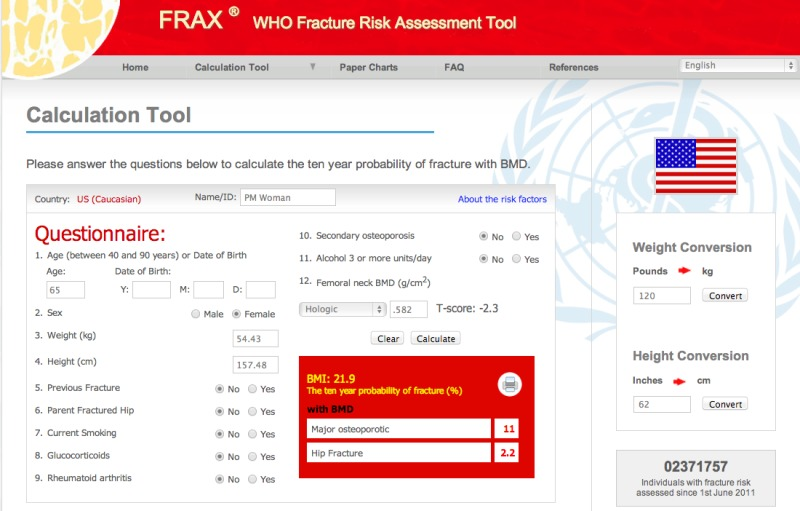 FRAX ® WHO Fracture Risk Assessment Tool
Home Calculation Tool ▼ Paper Charts FAQ References English
Calculation Tool
Please answer the questions below to calculate the ten year probability of fracture with BMD.
Country: US (Caucasian) Name/ID: PM Woman About the risk factors
Questionnaire:
1. Age (between 40 and 90 years) or Date of Birth
Age: Date of Birth:
65 Y: M: D:
2. Sex Male Female
3. Weight (kg) 54.43
4. Height (cm) 157.48
5. Previous Fracture No Yes
6. Parent Fractured Hip No Yes
7. Current Smoking No Yes
8. Glucocorticoids No Yes
9. Rheumatoid arthritis No Yes
10. Secondary osteoporosis No Yes
11. Alcohol 3 or more units/day No Yes
12. Femoral neck BMD (g/cm²)
Hologic .582 T-score: -2.3
Clear Calculate
BMI: 21.9
The ten year probability of fracture (%)
with BMD
Major osteoporotic 11
Hip Fracture 2.2
Weight Conversion
Pounds kg
120 Convert
Height Conversion
Inches cm
62 Convert
02371757
Individuals with fracture risk
assessed since 1st June 2011